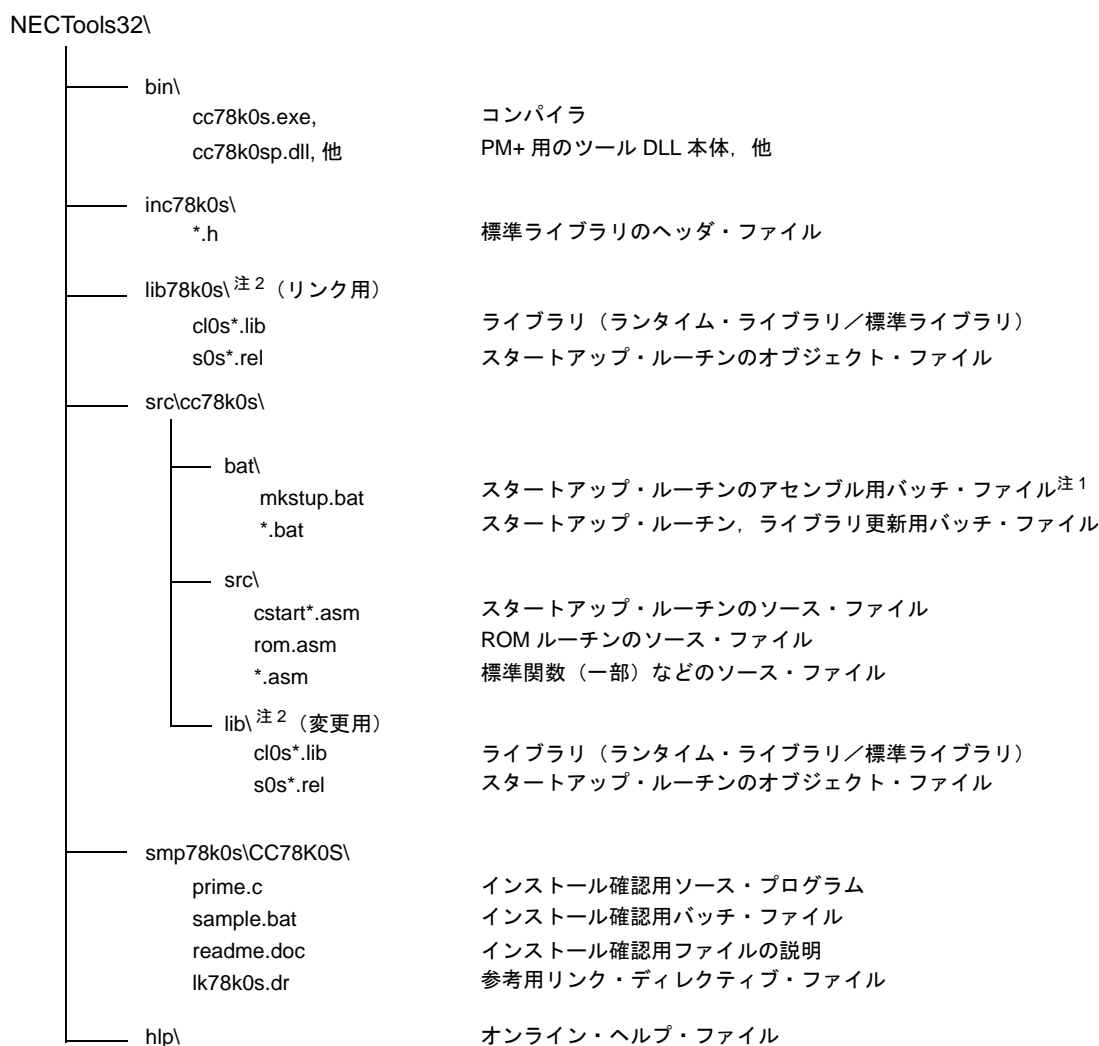 NECTools32\
bin\
cc78k0s.exe, コンパイラ
cc78k0sp.dll, 他 PM+ 用のツール DLL 本体，他
inc78k0s\
*.h 標準ライブラリのヘッダ・ファイル
lib78k0s\ 注 2（リンク用）
cl0s*.lib ライブラリ（ランタイム・ライブラリ／標準ライブラリ）
s0s*.rel スタートアップ・ルーチンのオブジェクト・ファイル
src\cc78k0s\
bat\
mkstup.bat スタートアップ・ルーチンのアセンブル用バッチ・ファイル注 1
*.bat スタートアップ・ルーチン，ライブラリ更新用バッチ・ファイル
src\
cstart*.asm スタートアップ・ルーチンのソース・ファイル
rom.asm ROM ルーチンのソース・ファイル
*.asm 標準関数（一部）などのソース・ファイル
lib\ 注 2（変更用）
cl0s*.lib ライブラリ（ランタイム・ライブラリ／標準ライブラリ）
s0s*.rel スタートアップ・ルーチンのオブジェクト・ファイル
smp78k0s\CC78K0S\
prime.c インストール確認用ソース・プログラム
sample.bat インストール確認用バッチ・ファイル
readme.doc インストール確認用ファイルの説明
lk78k0s.dr 参考用リンク・ディレクティブ・ファイル
hlp\ オンライン・ヘルプ・ファイル